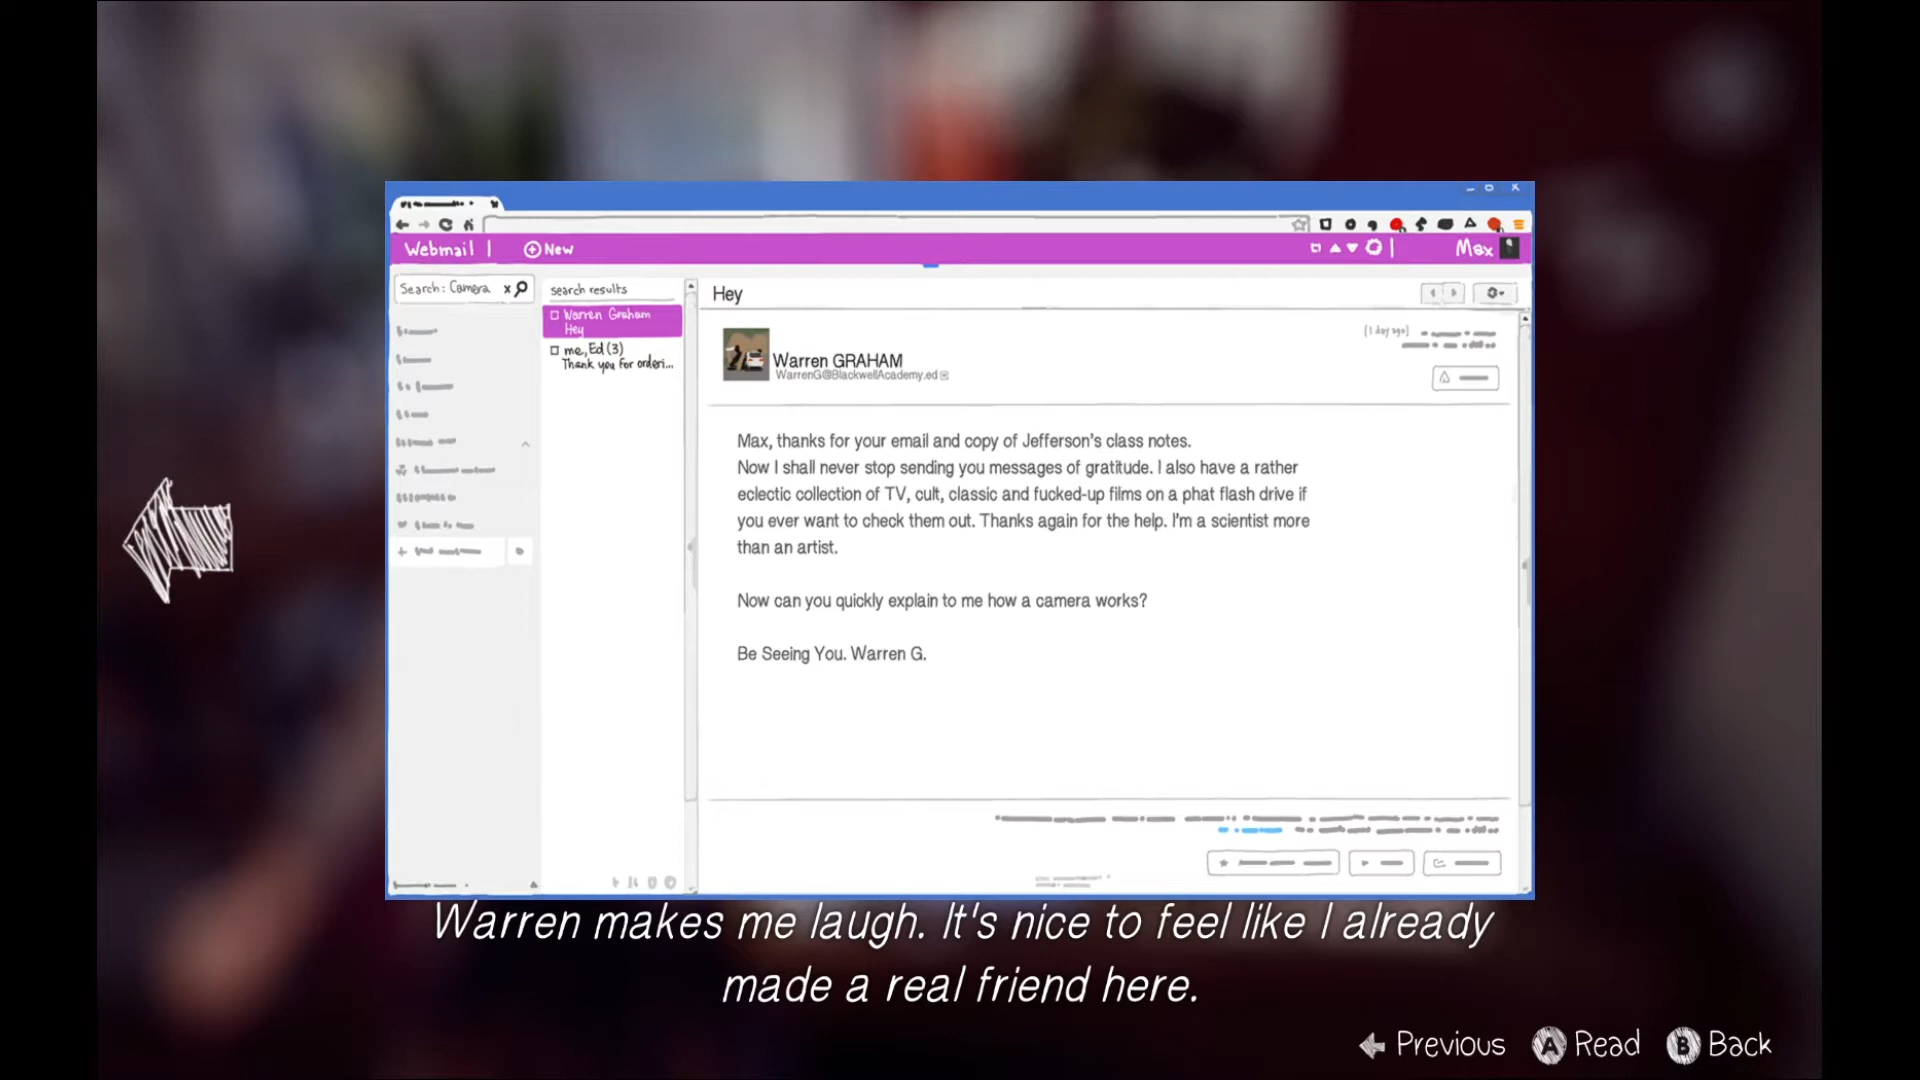 Webmail |
New
Max
Search: Camera x
search results
Warren Graham
Hey
me, Ed (3)
Thank you for orderi...
Hey
[1 day ago]
Warren GRAHAM
WarrenG@BlackwellAcademy.ed
Max, thanks for your email and copy of Jefferson's class notes.
Now I shall never stop sending you messages of gratitude. I also have a rather
eclectic collection of TV, cult, classic and fucked-up films on a phat flash drive if
you ever want to check them out. Thanks again for the help. I'm a scientist more
than an artist.
Now can you quickly explain to me how a camera works?
Be Seeing You. Warren G.
Warren makes me laugh. It's nice to feel like I already
made a real friend here.
Previous A Read B Back